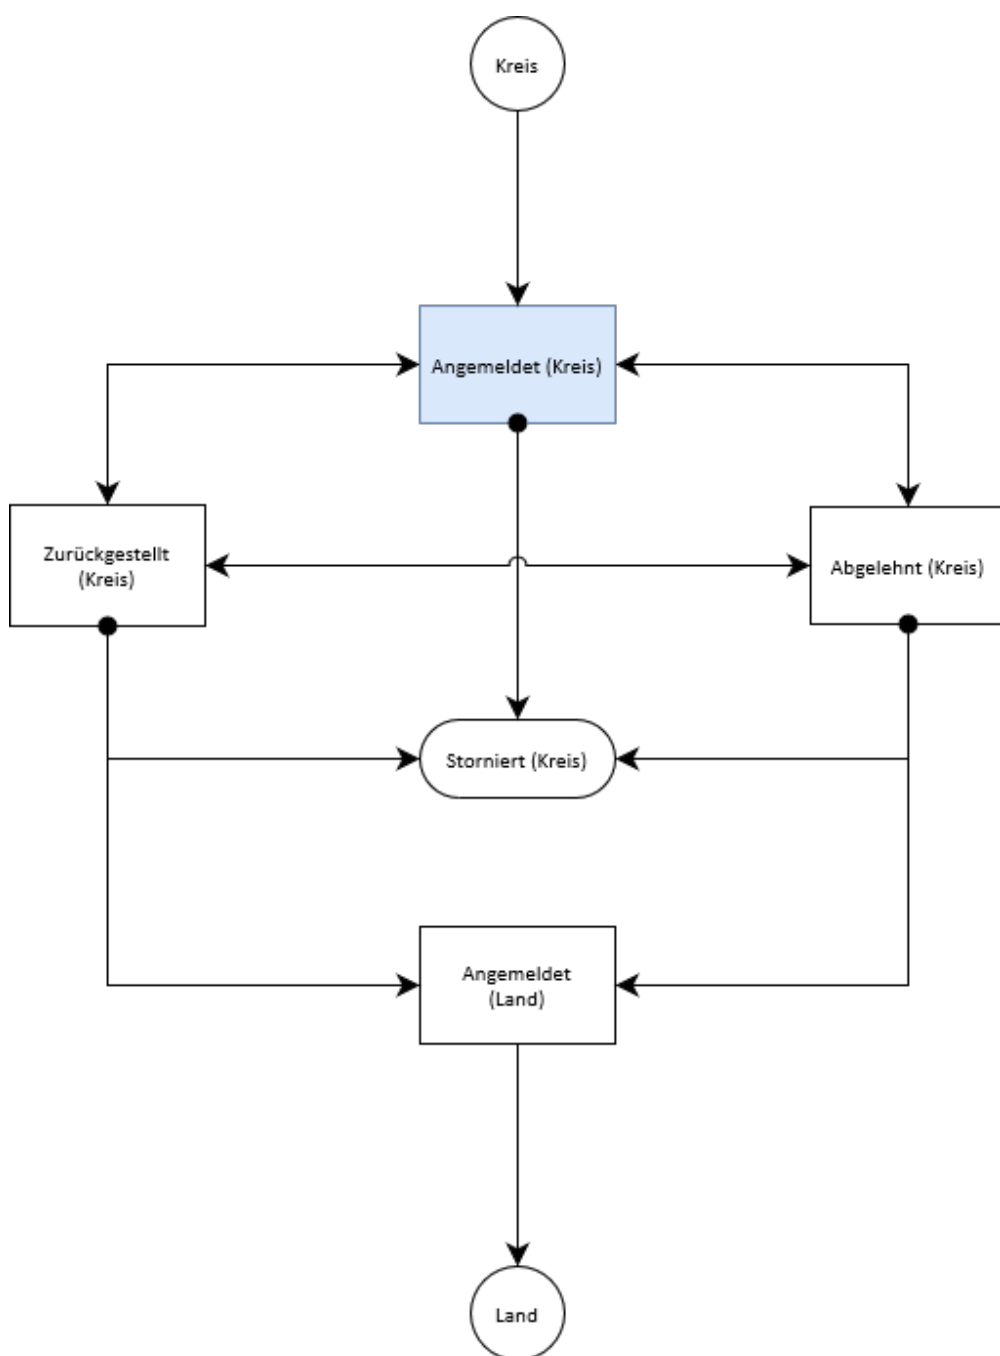 Kreis
Angemeldet (Kreis)
Zurückgestellt
(Kreis)
Abgelehnt (Kreis)
Storniert (Kreis)
Angemeldet
(Land)
Land